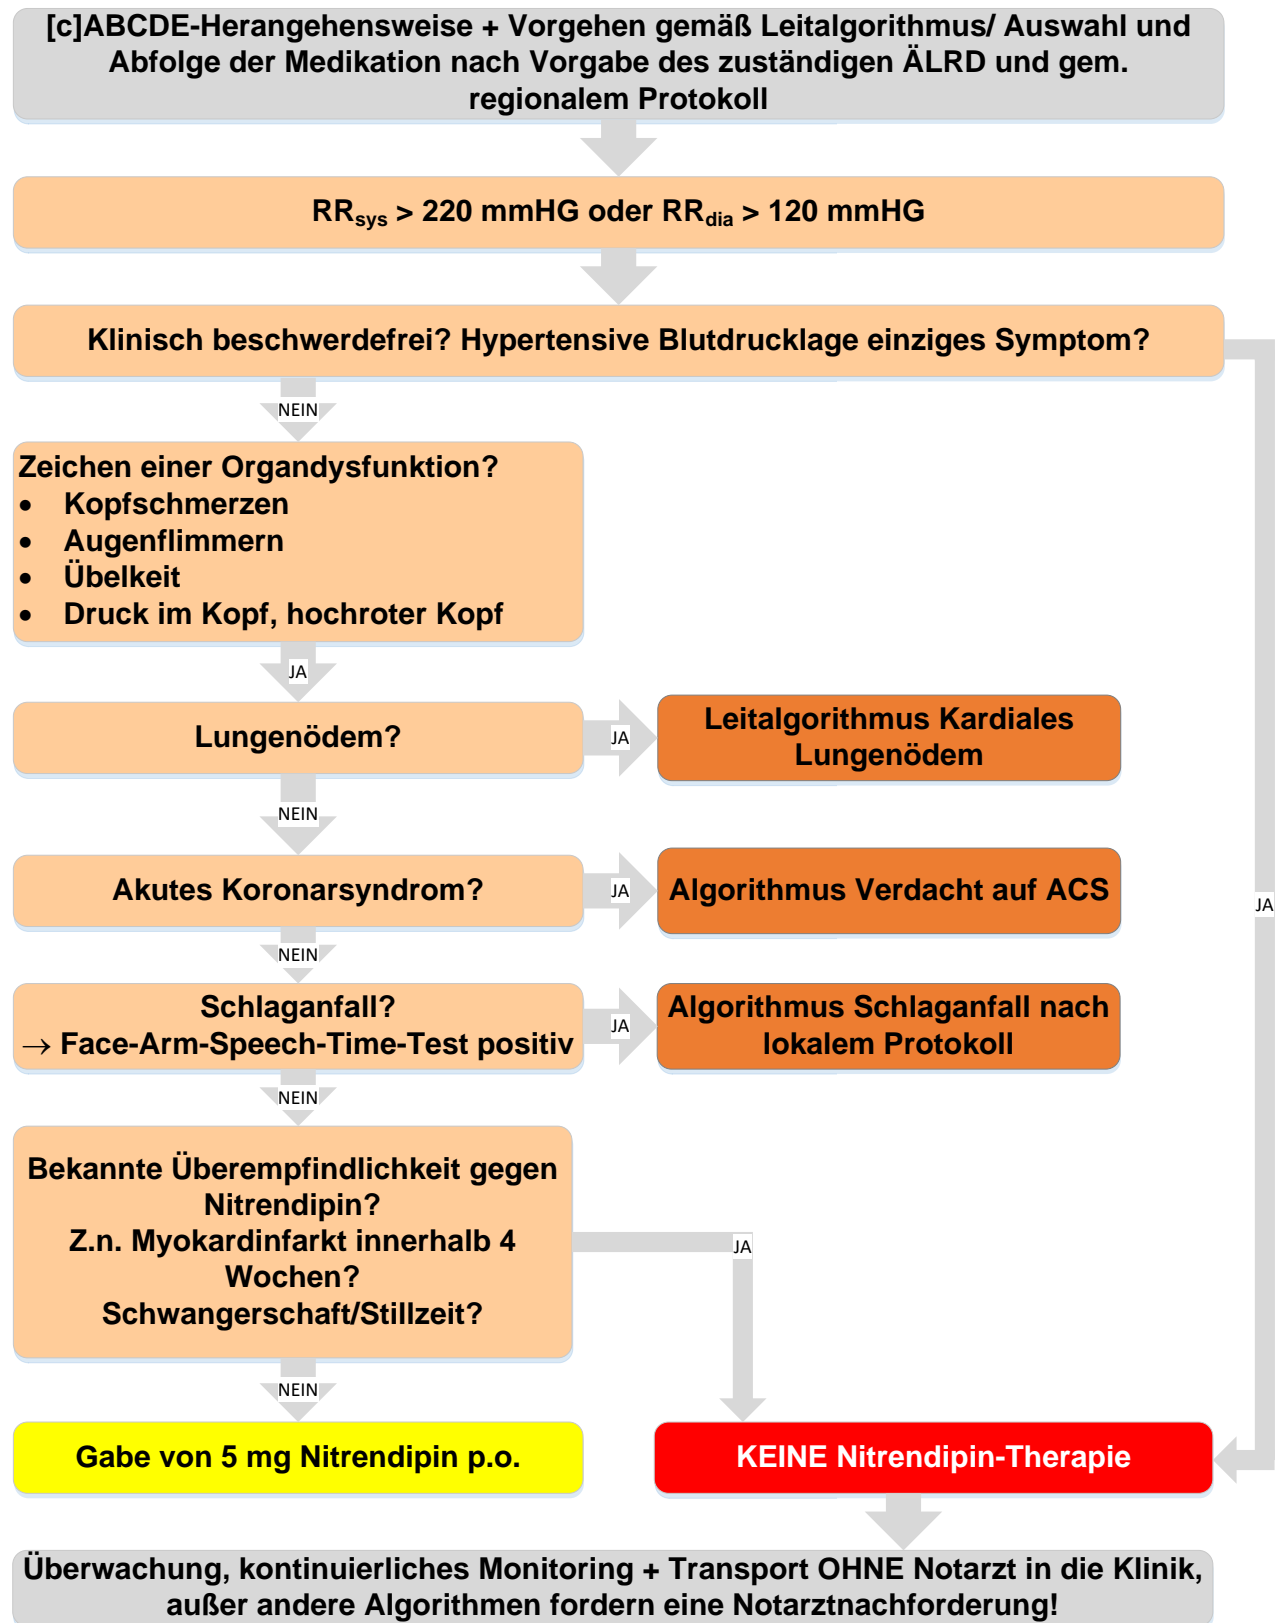 [c]ABCDE-Herangehensweise + Vorgehen gemäß Leitalgorithmus/ Auswahl und
Abfolge der Medikation nach Vorgabe des zuständigen ÄLRD und gem.
regionalem Protokoll
RRsys > 220 mmHG oder RRdia > 120 mmHG
Klinisch beschwerdefrei? Hypertensive Blutdrucklage einziges Symptom?
NEIN
Zeichen einer Organdysfunktion?
• Kopfschmerzen
• Augenflimmern
• Übelkeit
• Druck im Kopf, hochroter Kopf
JA
Lungenödem?
JA
Leitalgorithmus Kardiales
Lungenödem
NEIN
Akutes Koronarsyndrom?
JA
Algorithmus Verdacht auf ACS
JA
NEIN
Schlaganfall?
→ Face-Arm-Speech-Time-Test positiv
JA
Algorithmus Schlaganfall nach
lokalem Protokoll
NEIN
Bekannte Überempfindlichkeit gegen
Nitrendipin?
Z.n. Myokardinfarkt innerhalb 4
Wochen?
Schwangerschaft/Stillzeit?
JA
NEIN
Gabe von 5 mg Nitrendipin p.o.
KEINE Nitrendipin-Therapie
Überwachung, kontinuierliches Monitoring + Transport OHNE Notarzt in die Klinik,
außer andere Algorithmen fordern eine Notarztnachforderung!